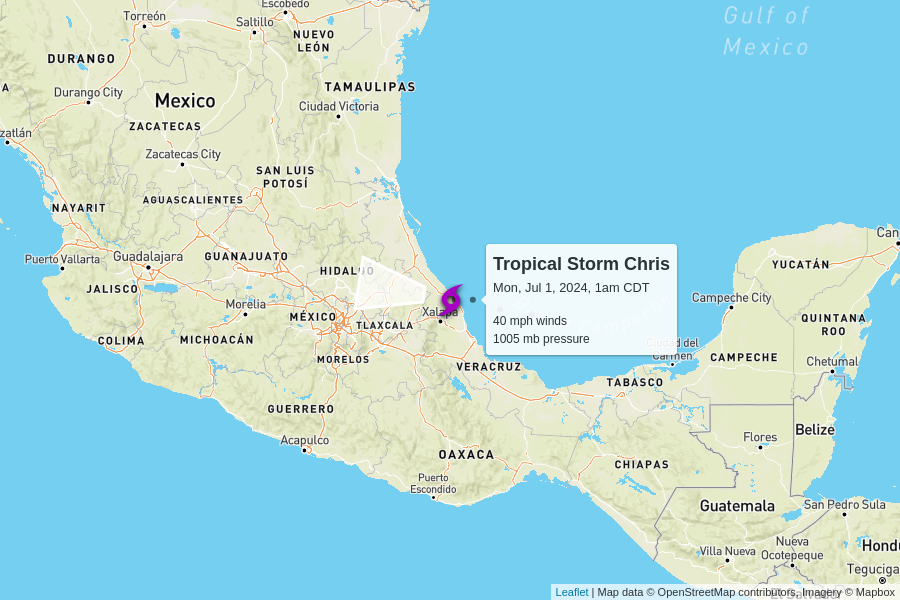 Escobedo
Torreón
Saltillo
Gulf of
Mexico
NUEVO
LEÓN
DURANGO
A
Durango City
TAMAULIPAS
Mexico
Ciudad Victoria
ZACATECAS
zatlán
Zacatecas City
SAN LUIS
POTOSÍ
AGUASCALIENTES
NAYARIT
Can
Puerto Vallarta
Guadalajara
GUANAJUATO
HIDALGO
Tropical Storm Chris
YUCATÁN
Mon, Jul 1, 2024, 1am CDT
JALISCO
Morelia
Campeche City
MÉXICO
Xalapa
40 mph winds
QUINTANA
ROO
TLAXCALA
COLIMA
MICHOACÁN
1005 mb pressure
Ciudad del
Carmen
MORELOS
VERACRUZ
CAMPECHE
Chetumal
TABASCO
GUERRERO
Belize
Acapulco
Flores
OAXACA
CHIAPAS
Puerto
Escondido
Guatemala
San Pedro Sula
Nueva
Ocotepeque
Hondu
Villa Nueva
Teguciga
Leaflet | Map data © OpenStreetMap contributors, Imagery © Mapbox